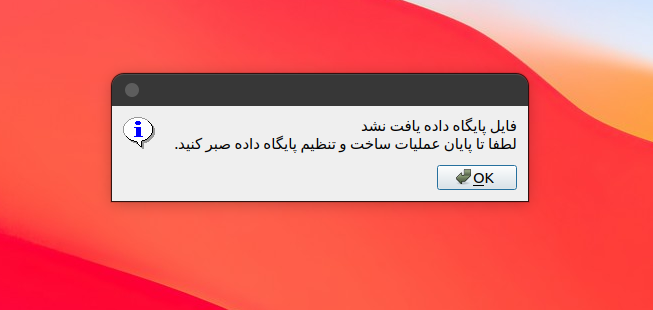 فایل پایگاه داده یافت نشد
لطفا تا پایان عملیات ساخت و تنظیم پایگاه داده صبر کنید.
OK